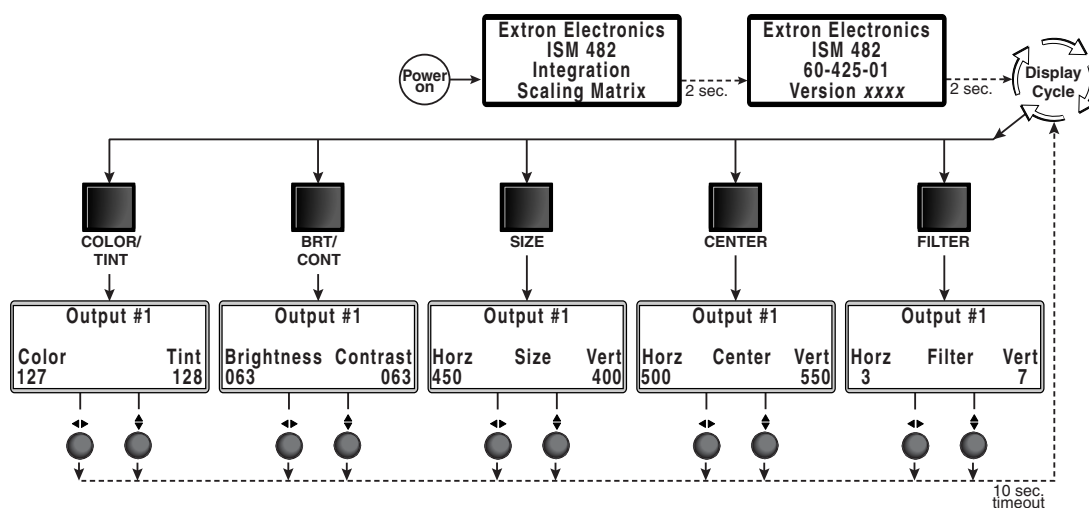 Power
on
Extron Electronics
ISM 482
Integration
Scaling Matrix
2 sec.
Extron Electronics
ISM 482
60-425-01
Version xxxx
2 sec.
Display
Cycle
COLOR/
TINT
BRT/
CONT
SIZE
CENTER
FILTER
Output #1
Color Tint
127 128
Output #1
Brightness Contrast
063 063
Output #1
Horz Size Vert
450 400
Output #1
Horz Center Vert
500 550
Output #1
Horz Filter Vert
3 7
10 sec.
timeout